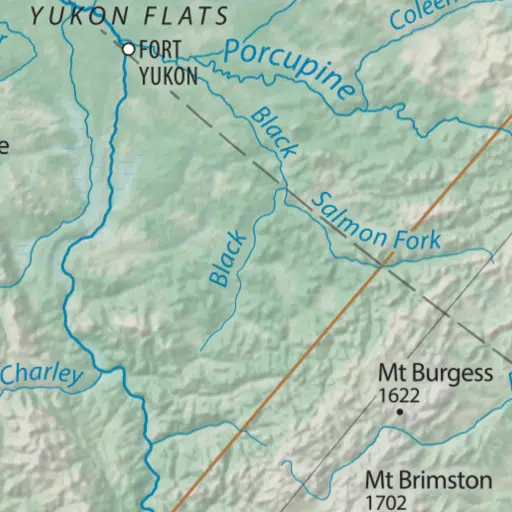 YUKON FLATS
Coleen
FORT
YUKON
Porcupine
Black
e
Salmon Fork
Black
Charley
Mt Burgess
1622
Mt Brimston
1702